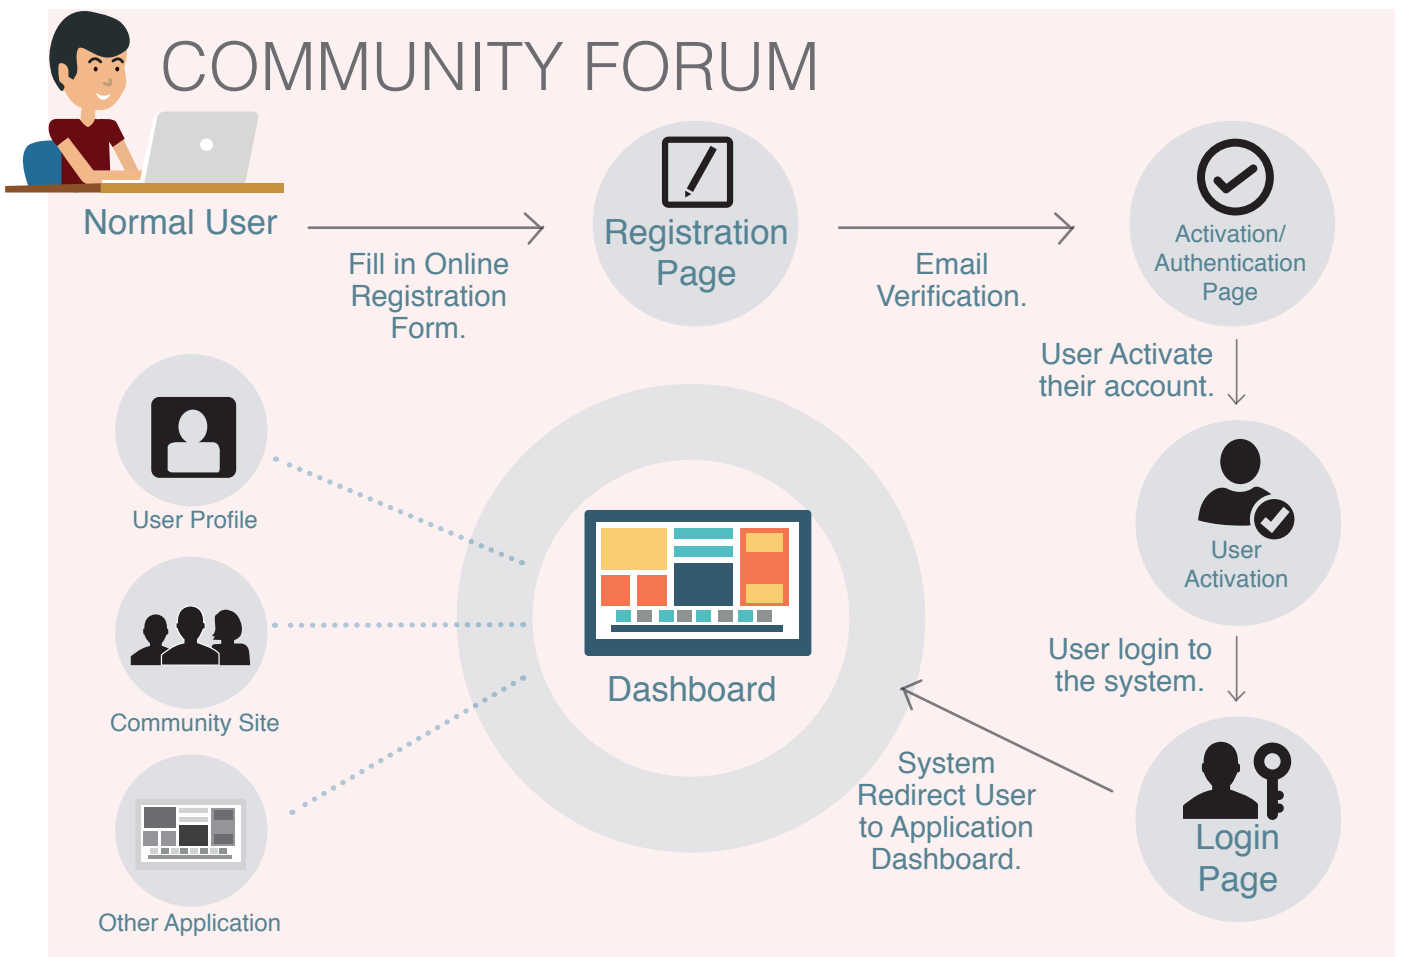 COMMUNITY FORUM
Normal User
Fill in Online
Registration
Form.
Registration
Page
Email
Verification.
Activation/
Authentication
Page
User Activate
their account.
User
Activation
User login to
the system.
Login
Page
System
Redirect User
to Application
Dashboard.
Dashboard
User Profile
Community Site
Other Application